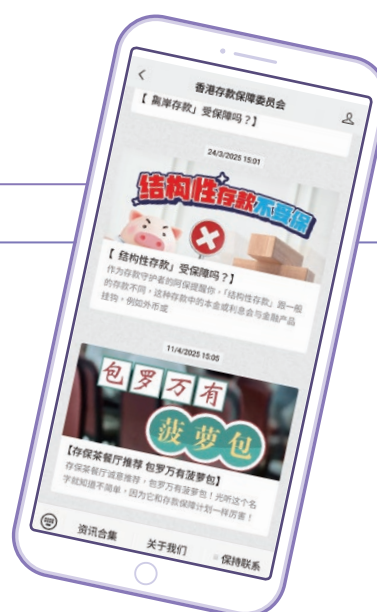 香港存款保障委员会
【 离岸存款」受保障吗？】
24/3/2025 15:01
结构性存款不受保
【 结构性存款」受保障吗？】
作为存款守护者的阿保提醒你，「结构性存款」跟一般
的存款不同，这种存款中的本金或利息会与金融产品
挂钩，例如外币或
11/4/2025 15:05
包罗万有
菠萝包
【存保茶餐厅推荐 包罗万有菠萝包】
存保茶餐厅诚意推荐，包罗万有菠萝包！光听这个名
字就知道不简单，因为它和存款保障计划一样厉害！
资讯合集
关于我们
保持联系